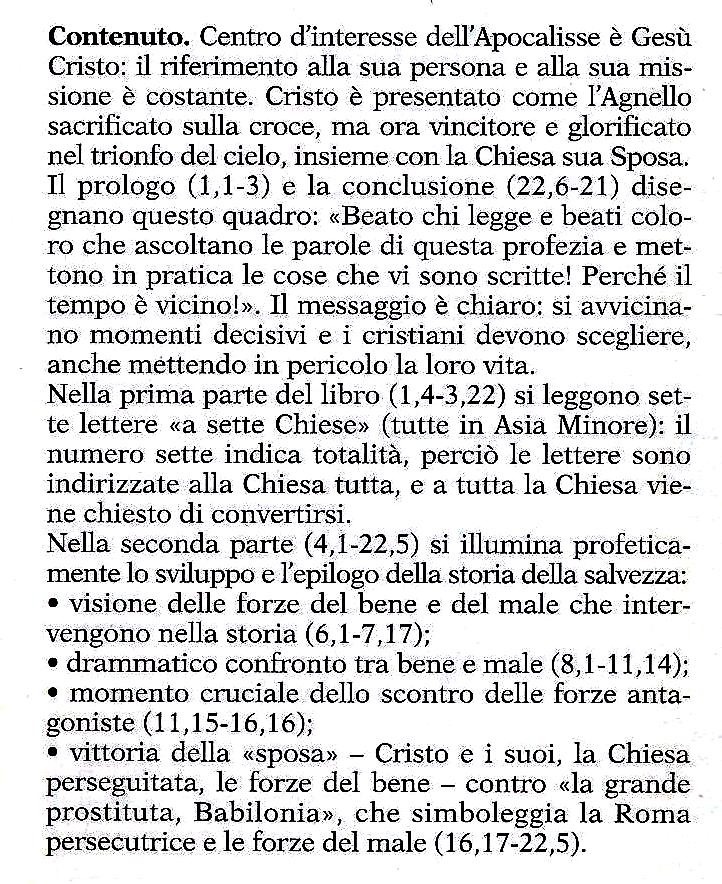 Contenuto. Centro d'interesse dell'Apocalisse è Gesù
Cristo: il riferimento alla sua persona e alla sua mis-
sione è costante. Cristo è presentato come l'Agnello
sacrificato sulla croce, ma ora vincitore e glorificato
nel trionfo del cielo, insieme con la Chiesa sua Sposa.
Il prologo (1,1-3) e la conclusione (22,6-21) dise-
gnano questo quadro: «Beato chi legge e beati colo-
ro che ascoltano le parole di questa profezia e met-
tono in pratica le cose che vi sono scritte! Perché il
tempo è vicino!». Il messaggio è chiaro: si avvicina-
no momenti decisivi e i cristiani devono scegliere,
anche mettendo in pericolo la loro vita.
Nella prima parte del libro (1,4-3,22) si leggono set-
te lettere «a sette Chiese» (tutte in Asia Minore): il
numero sette indica totalità, perciò le lettere sono
indirizzate alla Chiesa tutta, e a tutta la Chiesa vie-
ne chiesto di convertirsi.
Nella seconda parte (4,1-22,5) si illumina profetica-
mente lo sviluppo e l'epilogo della storia della salvezza:
• visione delle forze del bene e del male che inter-
vengono nella storia (6,1-7,17);
• drammatico confronto tra bene e male (8,1-11,14);
• momento cruciale dello scontro delle forze anta-
goniste (11,15-16,16);
• vittoria della «sposa» – Cristo e i suoi, la Chiesa
perseguitata, le forze del bene – contro «la grande
prostituta, Babilonia», che simboleggia la Roma
persecutrice e le forze del male (16,17-22,5).